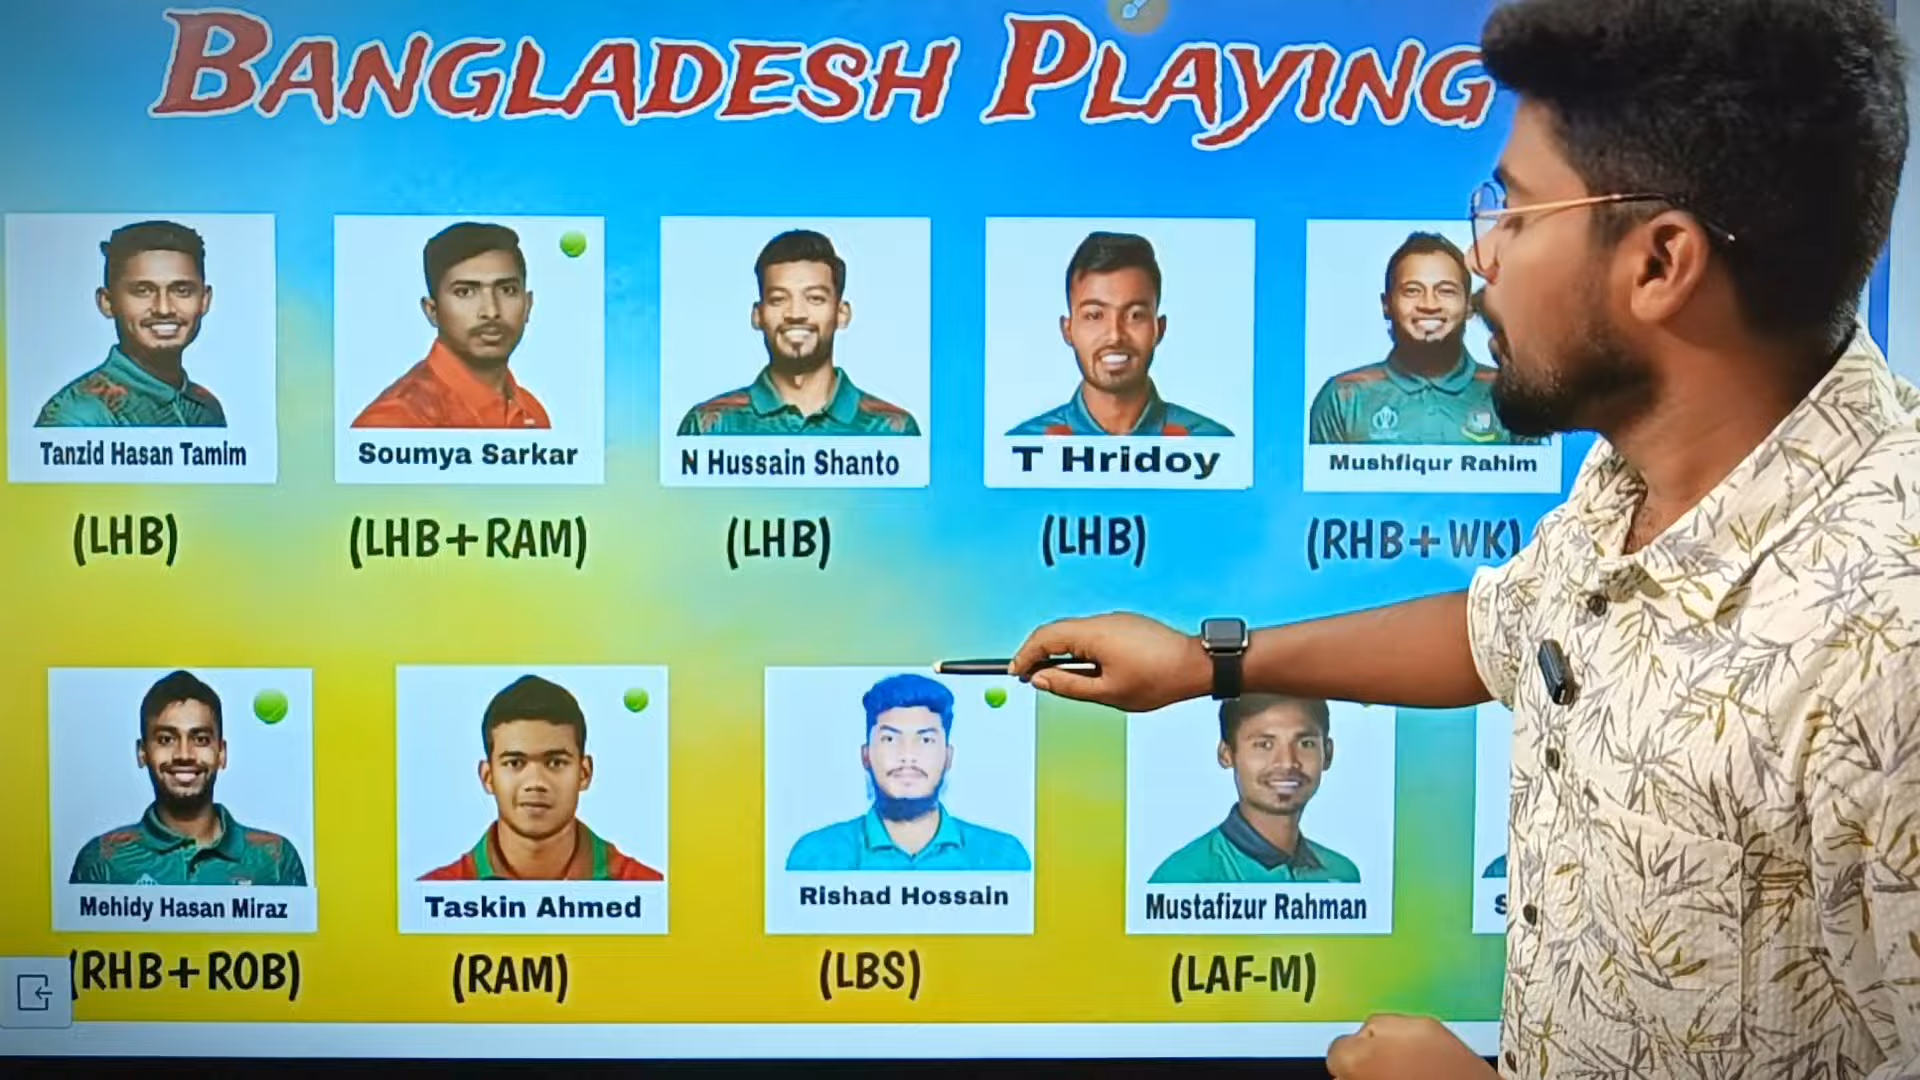 BANGLADESH PLAYING
Tanzid Hasan Tamim
Soumya Sarkar
N Hussain Shanto
T Hridoy
Mushfiqur Rahim
(LHB)
(LHB+RAM)
(LHB)
(LHB)
(RHB+WK)
Mehidy Hasan Miraz
Taskin Ahmed
Rishad Hossain
Mustafizur Rahman
S
(RHB+ROB)
(RAM)
(LBS)
(LAF-M)